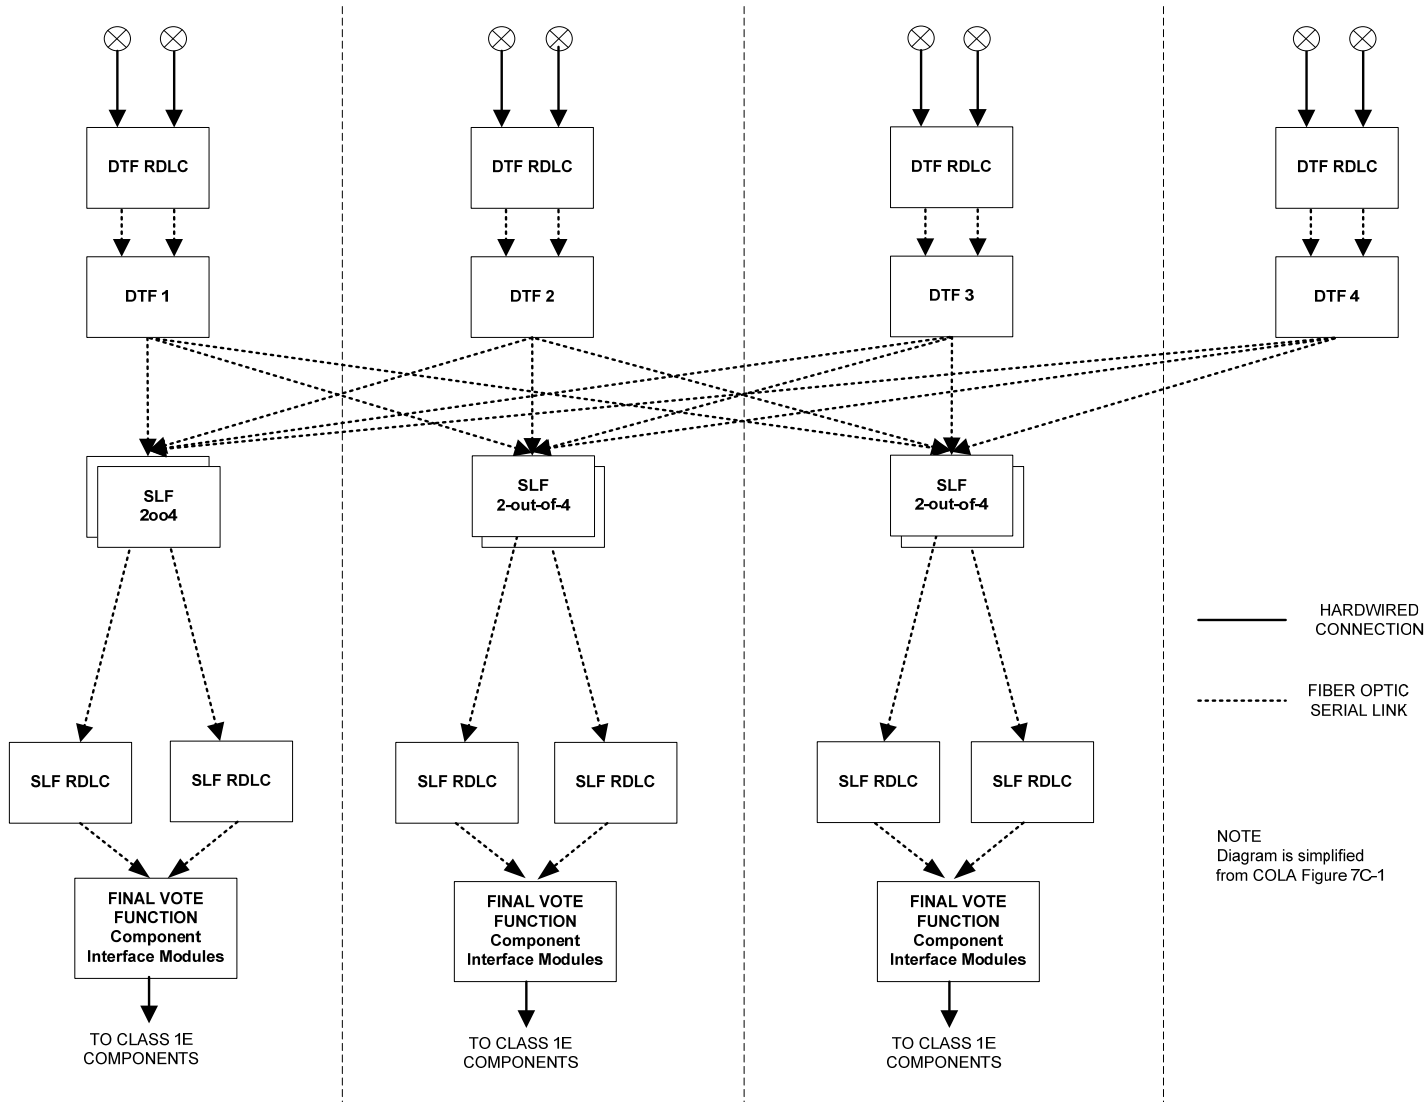 DTF RDLC
DTF RDLC
DTF RDLC
DTF RDLC
DTF 1
DTF 2
DTF 3
DTF 4
SLF
2oo4
SLF
2-out-of-4
SLF
2-out-of-4
HARDWIRED
CONNECTION
FIBER OPTIC
SERIAL LINK
SLF RDLC
SLF RDLC
SLF RDLC
SLF RDLC
SLF RDLC
SLF RDLC
NOTE
Diagram is simplified
from COLA Figure 7C-1
FINAL VOTE
FUNCTION
Component
Interface Modules
FINAL VOTE
FUNCTION
Component
Interface Modules
FINAL VOTE
FUNCTION
Component
Interface Modules
TO CLASS 1E
COMPONENTS
TO CLASS 1E
COMPONENTS
TO CLASS 1E
COMPONENTS